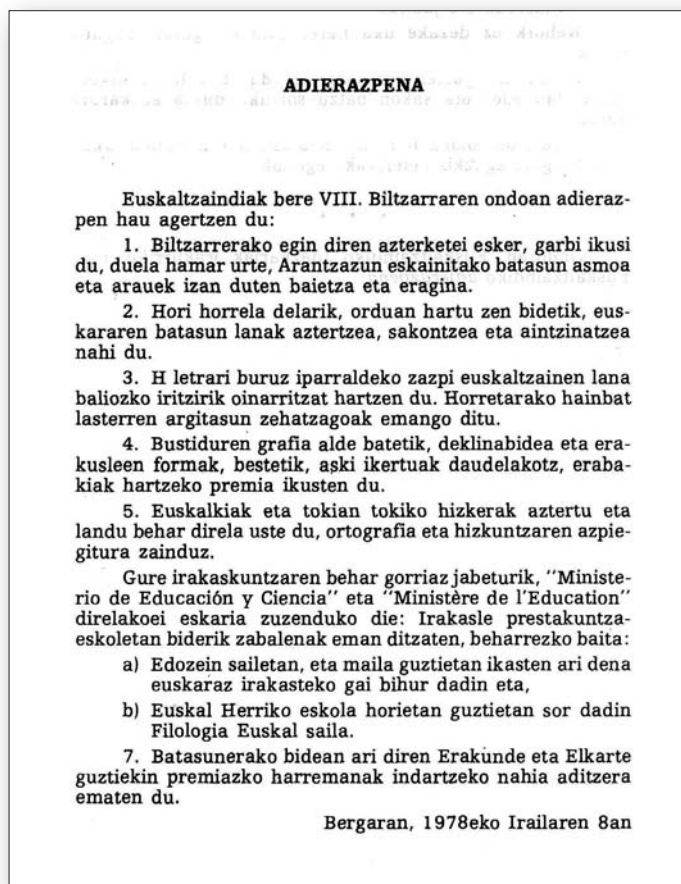 ADIERAZPENA
Euskaltzaindiak bere VIII. Biltzarraren ondoan adieraz-
pen hau agertzen du:
1. Biltzarrerako egin diren azterketei esker, garbi ikusi
du, duela hamar urte, Arantzazun eskainitako batasun asmoa
eta arauek izan duten baietza eta eragina.
2. Hori horrela delarik, orduan hartu zen bidetik, eus-
kararen batasun lanak aztertzea, sakontzea eta aintzinatzea
nahi du.
3. H letrari buruz iparraldeko zazpi euskaltzainen lana
baliozko iritzirik oinarritzat hartzen du. Horretarako hainbat
lasterren argitasun zehatzagoak emango ditu.
4. Bustiduren grafia alde batetik, deklinabidea eta era-
kusleen formak, bestetik, aski ikertuak daudelakotz, eraba-
kiak hartzeko premia ikusten du.
5. Euskalkiak eta tokian tokiko hizkerak aztertu eta
landu behar direla uste du, ortografia eta hizkuntzaren azpie-
gitura zainduz.
Gure irakaskuntzaren behar gorriaz jabeturik, "Ministe-
rio de Educación y Ciencia" eta "Ministère de l'Education"
direlakoei eskaria zuzenduko die: Irakasle prestakuntza-
eskoletan biderik zabalenak eman ditzaten, beharrezko baita:
a) Edozein sailetan, eta maila guztietan ikasten ari dena
euskaraz irakasteko gai bihur dadin eta,
b) Euskal Herriko eskola horietan guztietan sor dadin
Filologia Euskal saila.
7. Batasunerako bidean ari diren Erakunde eta Elkarte
guztiekin premiazko harremanak indartzeko nahia aditzera
ematen du.
Bergaran, 1978eko Irailaren 8an